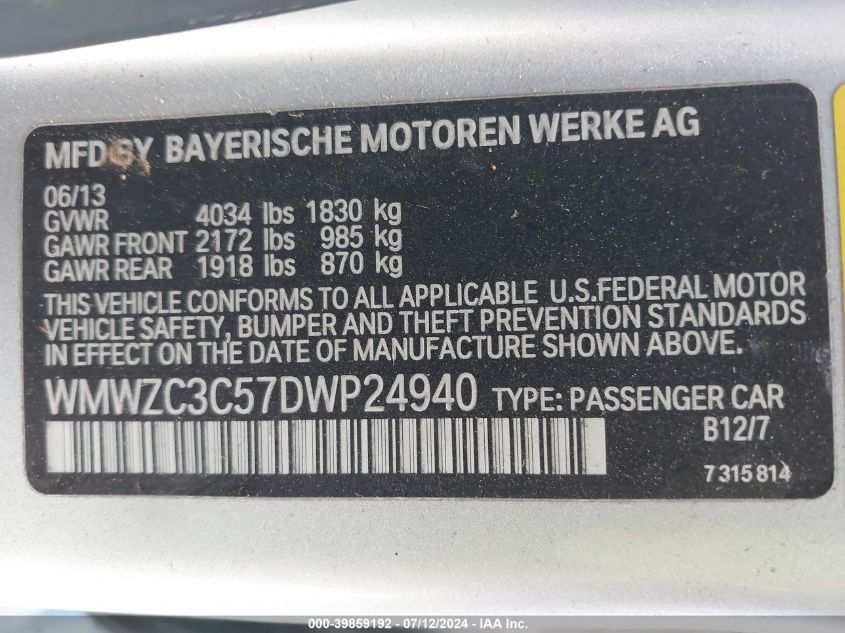 MFD BY BAYERISCHE MOTOREN WERKE AG
06/13
GVWR 4034 lbs 1830 kg
GAWR FRONT 2172 lbs 985 kg
GAWR REAR 1918 lbs 870 kg
THIS VEHICLE CONFORMS TO ALL APPLICABLE U.S.FEDERAL MOTOR
VEHICLE SAFETY, BUMPER AND THEFT PREVENTION STANDARDS
IN EFFECT ON THE DATE OF MANUFACTURE SHOWN ABOVE.
WMWZC3C57DWP24940 TYPE: PASSENGER CAR
B12/7
7 315 814
000-39859192 - 07/12/2024 - IAA Inc.